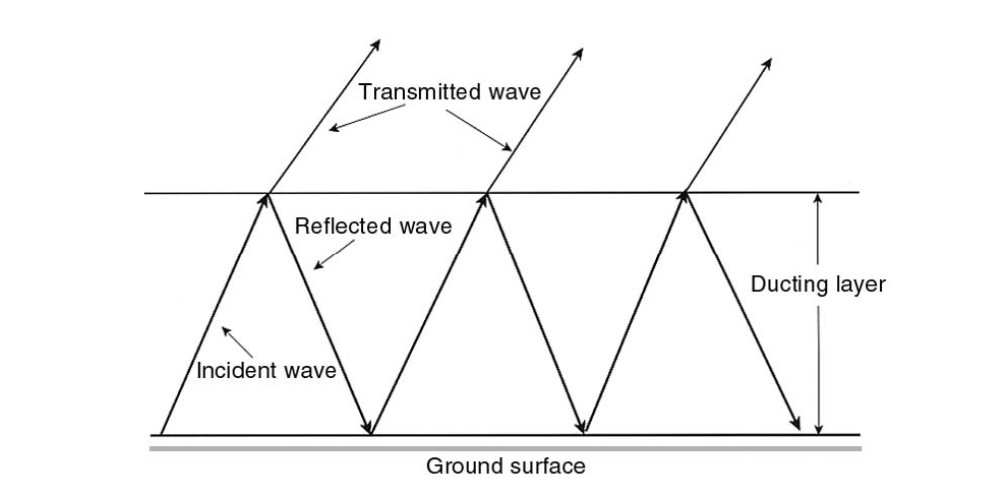 Transmitted wave
Reflected wave
Ducting layer
Incident wave
Ground surface